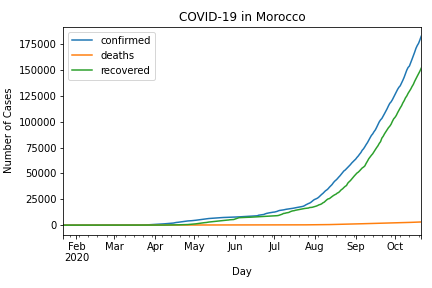 COVID-19 in Morocco
confirmed
deaths
recovered
Number of Cases
175000
150000
125000
100000
75000
50000
25000
0
Feb Mar Apr May Jun Jul Aug Sep Oct
2020
Day